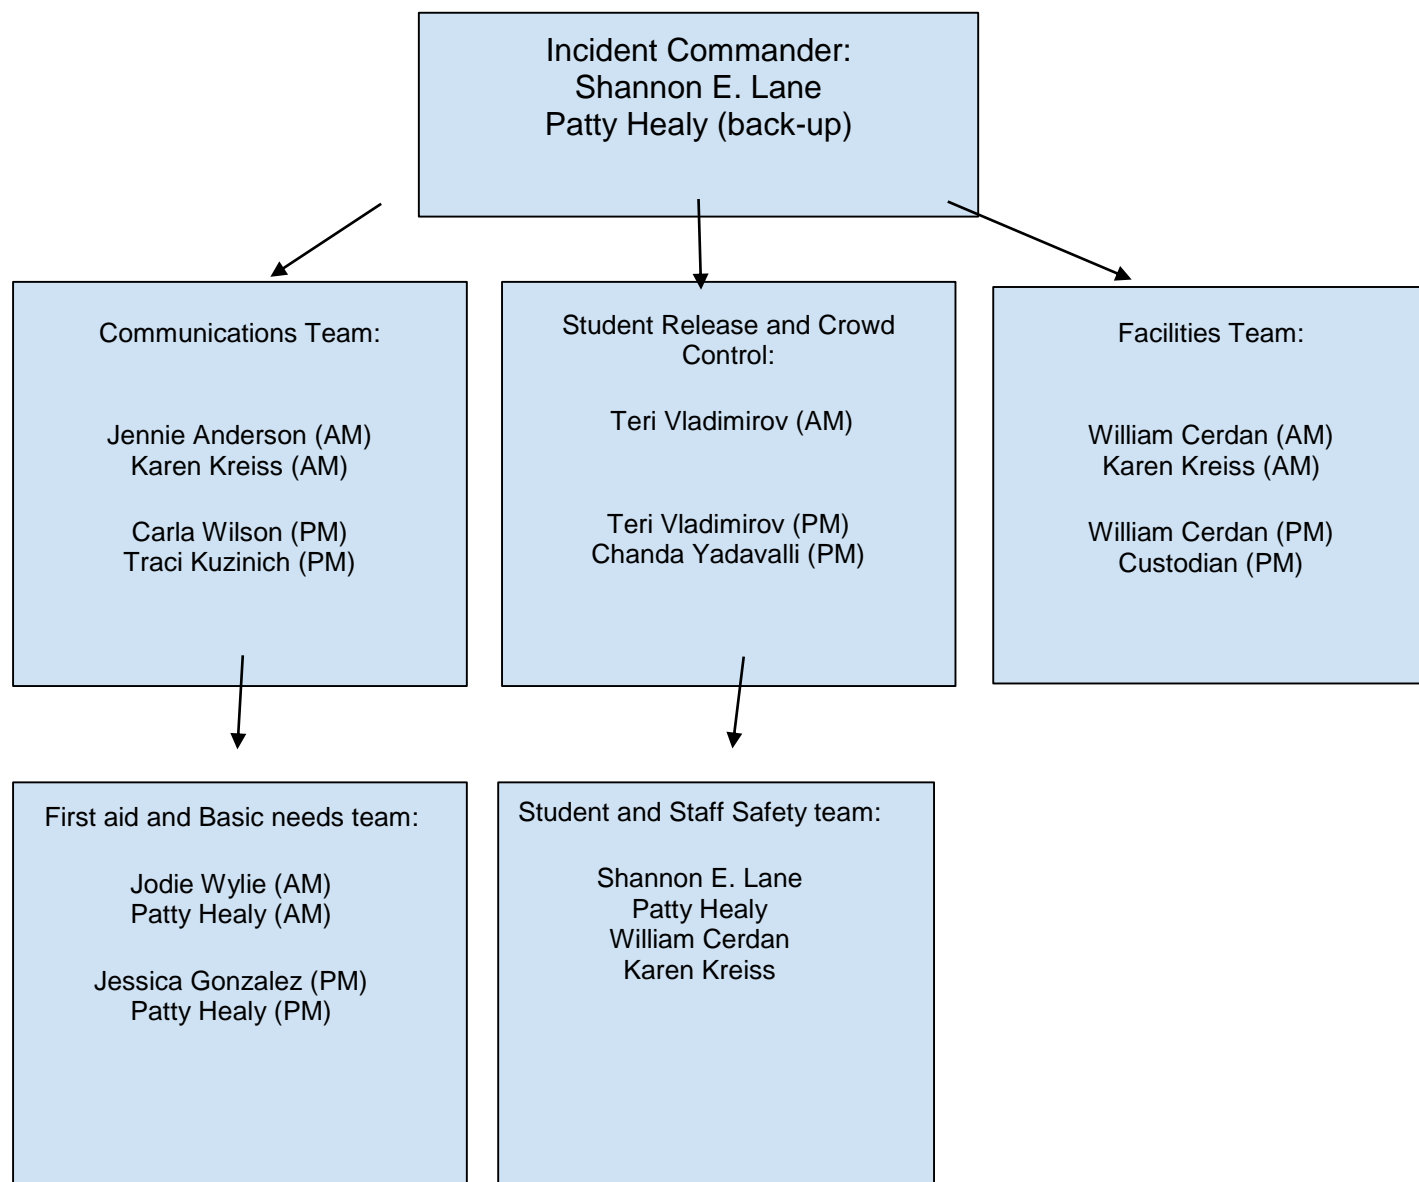 Incident Commander:
Shannon E. Lane
Patty Healy (back-up)
Communications Team:
Jennie Anderson (AM)
Karen Kreiss (AM)
Carla Wilson (PM)
Traci Kuzinich (PM)
Student Release and Crowd
Control:
Teri Vladimirov (AM)
Teri Vladimirov (PM)
Chanda Yadavalli (PM)
Facilities Team:
William Cerdan (AM)
Karen Kreiss (AM)
William Cerdan (PM)
Custodian (PM)
First aid and Basic needs team:
Jodie Wylie (AM)
Patty Healy (AM)
Jessica Gonzalez (PM)
Patty Healy (PM)
Student and Staff Safety team:
Shannon E. Lane
Patty Healy
William Cerdan
Karen Kreiss